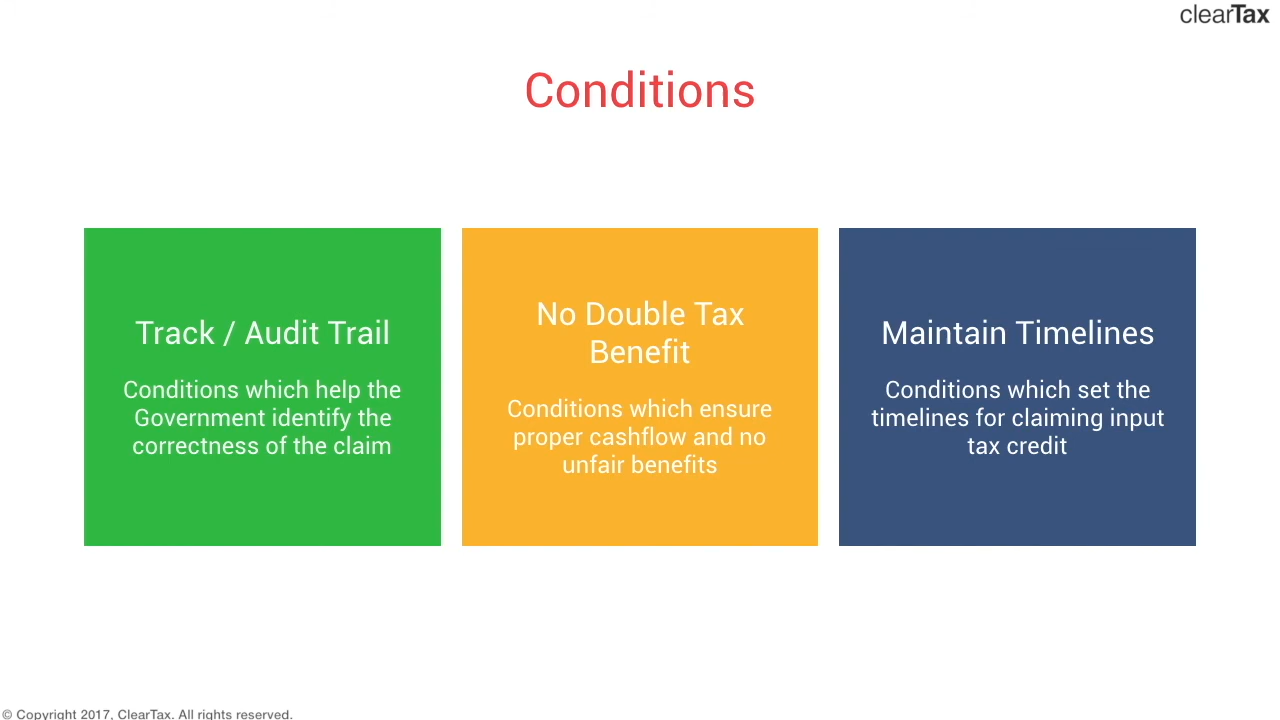 clearTax
Conditions
Track / Audit Trail
Conditions which help the
Government identify the
correctness of the claim
No Double Tax
Benefit
Conditions which ensure
proper cashflow and no
unfair benefits
Maintain Timelines
Conditions which set the
timelines for claiming input
tax credit
© Copyright 2017, ClearTax. All rights reserved.